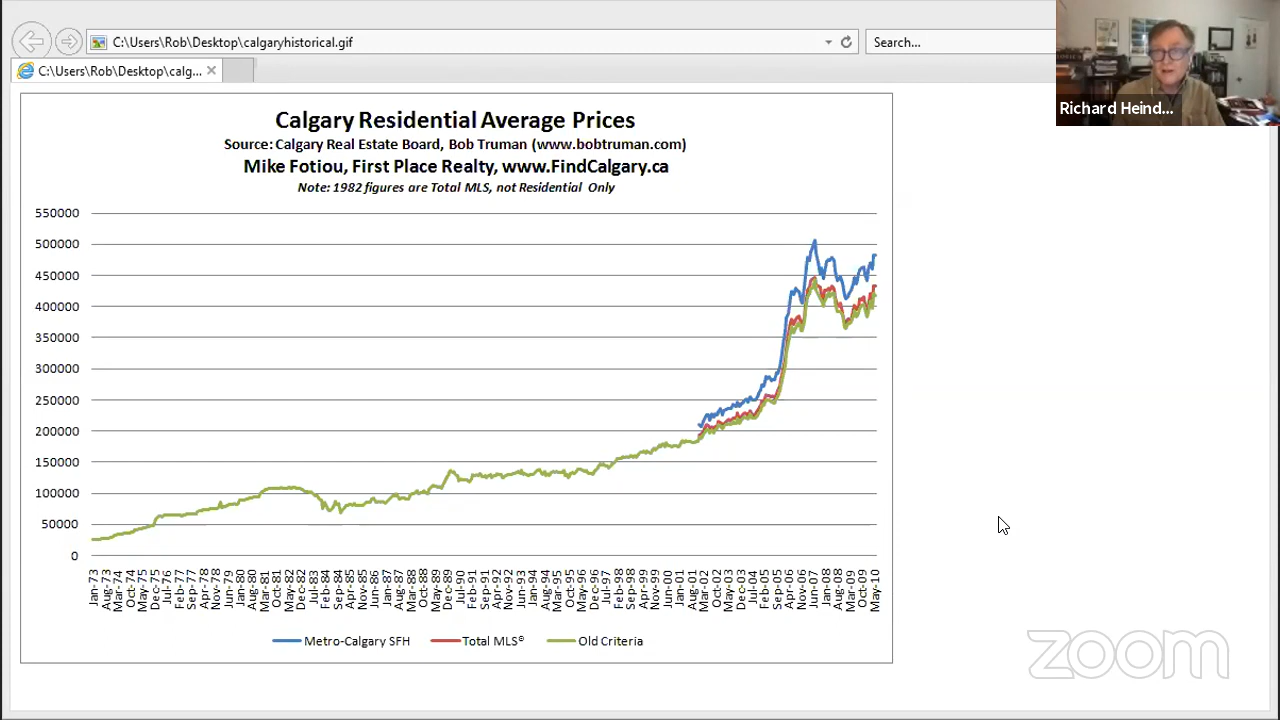 C:\Users\Rob\Desktop\calgaryhistorical.gif
Search...
C:\Users\Rob\Desktop\calg...
Richard Heind...
Calgary Residential Average Prices
Source: Calgary Real Estate Board, Bob Truman (www.bobtruman.com)
Mike Fotiou, First Place Realty, www.FindCalgary.ca
Note: 1982 figures are Total MLS, not Residential Only
550000
500000
450000
400000
350000
300000
250000
200000
150000
100000
50000
0
Jan-73
Aug-73
Mar-74
Oct-74
May-75
Dec-75
Jul-76
Feb-77
Sep-77
Apr-78
Nov-78
Jun-79
Jan-80
Aug-80
Mar-81
Oct-81
May-82
Dec-82
Jul-83
Feb-84
Sep-84
Apr-85
Nov-85
Jun-86
Jan-87
Aug-87
Mar-88
Oct-88
May-89
Dec-89
Jul-90
Feb-91
Sep-91
Apr-92
Nov-92
Jun-93
Jan-94
Aug-94
Mar-95
Oct-95
May-96
Dec-96
Jul-97
Feb-98
Sep-98
Apr-99
Nov-99
Jun-00
Jan-01
Aug-01
Mar-02
Oct-02
May-03
Dec-03
Jul-04
Feb-05
Sep-05
Apr-06
Nov-06
Jun-07
Jan-08
Aug-08
Mar-09
Oct-09
May-10
Metro-Calgary SFH
Total MLS®
Old Criteria
zoom